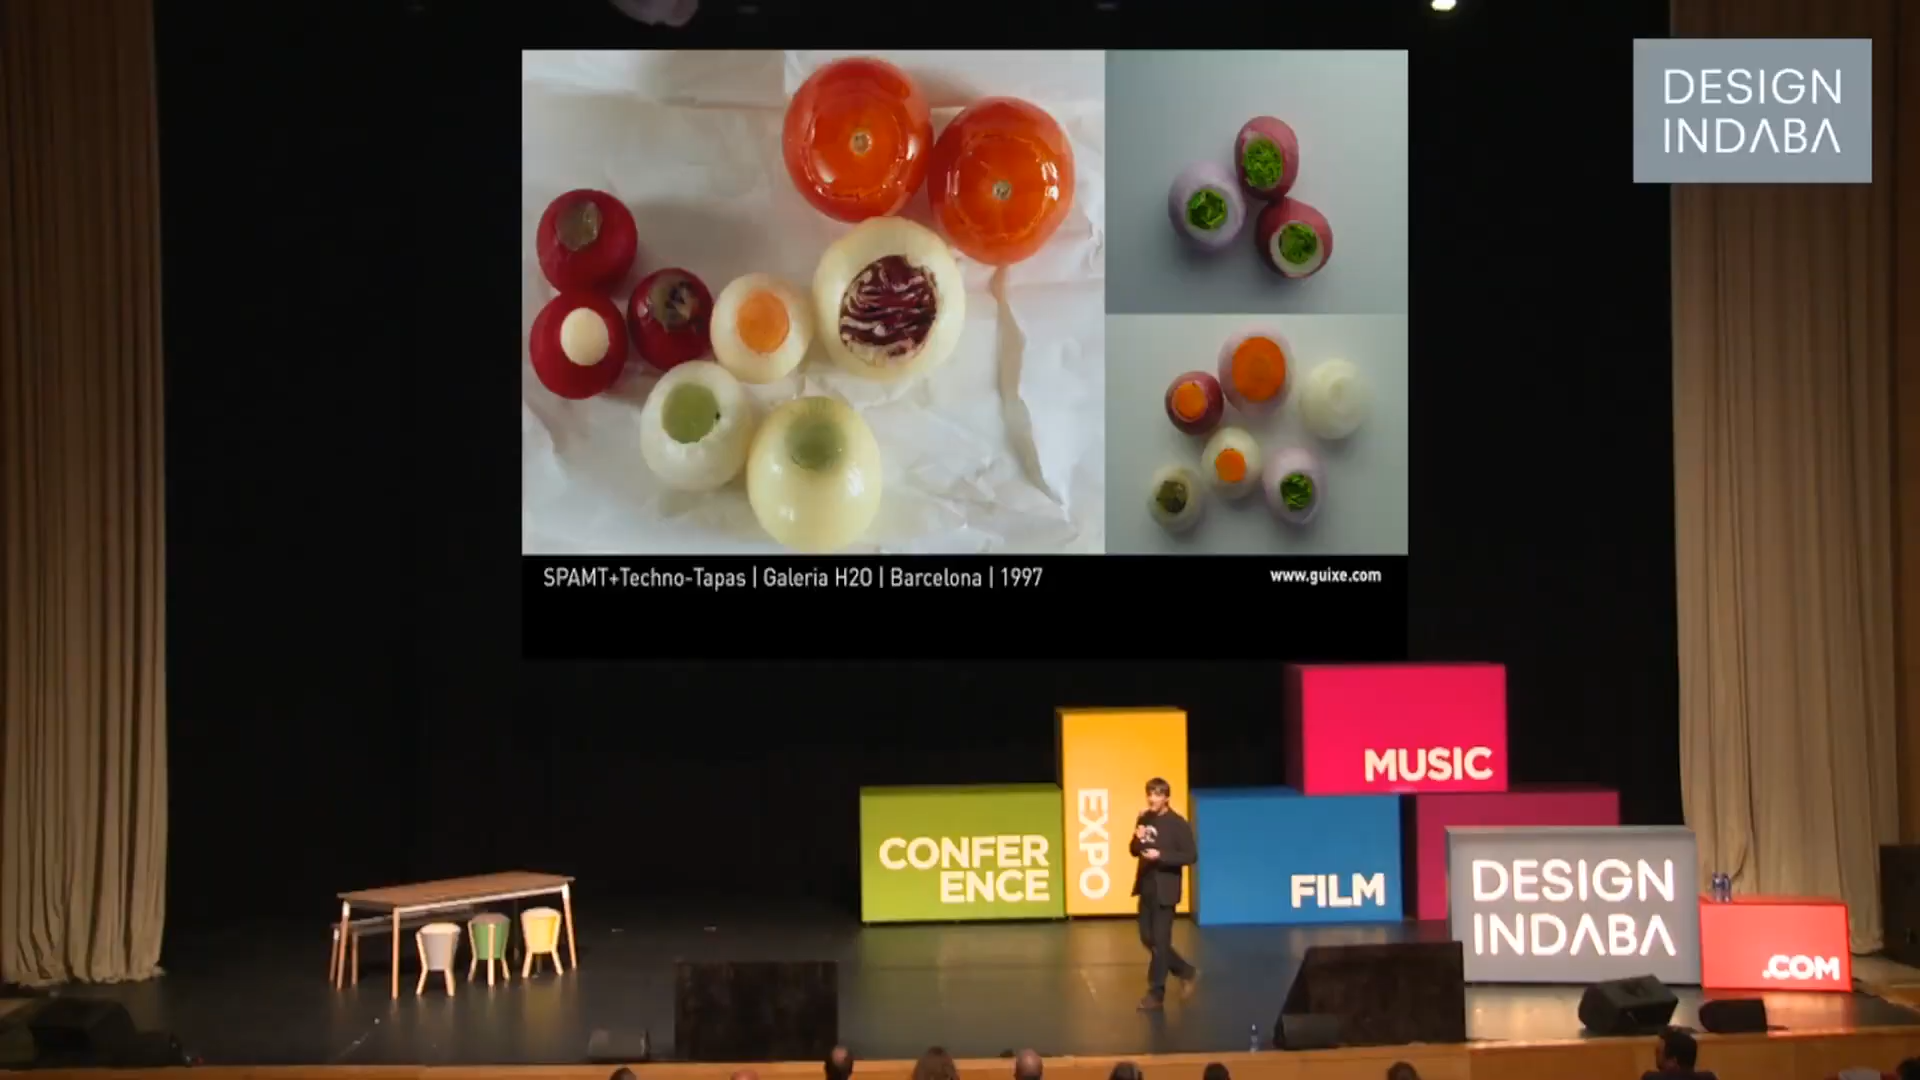 DESIGN
INDABA
SPAMT+Techno-Tapas | Galeria H2O | Barcelona | 1997
www.guixe.com
MUSIC
EXPO
CONFER
ENCE
FILM
DESIGN
INDABA
.COM